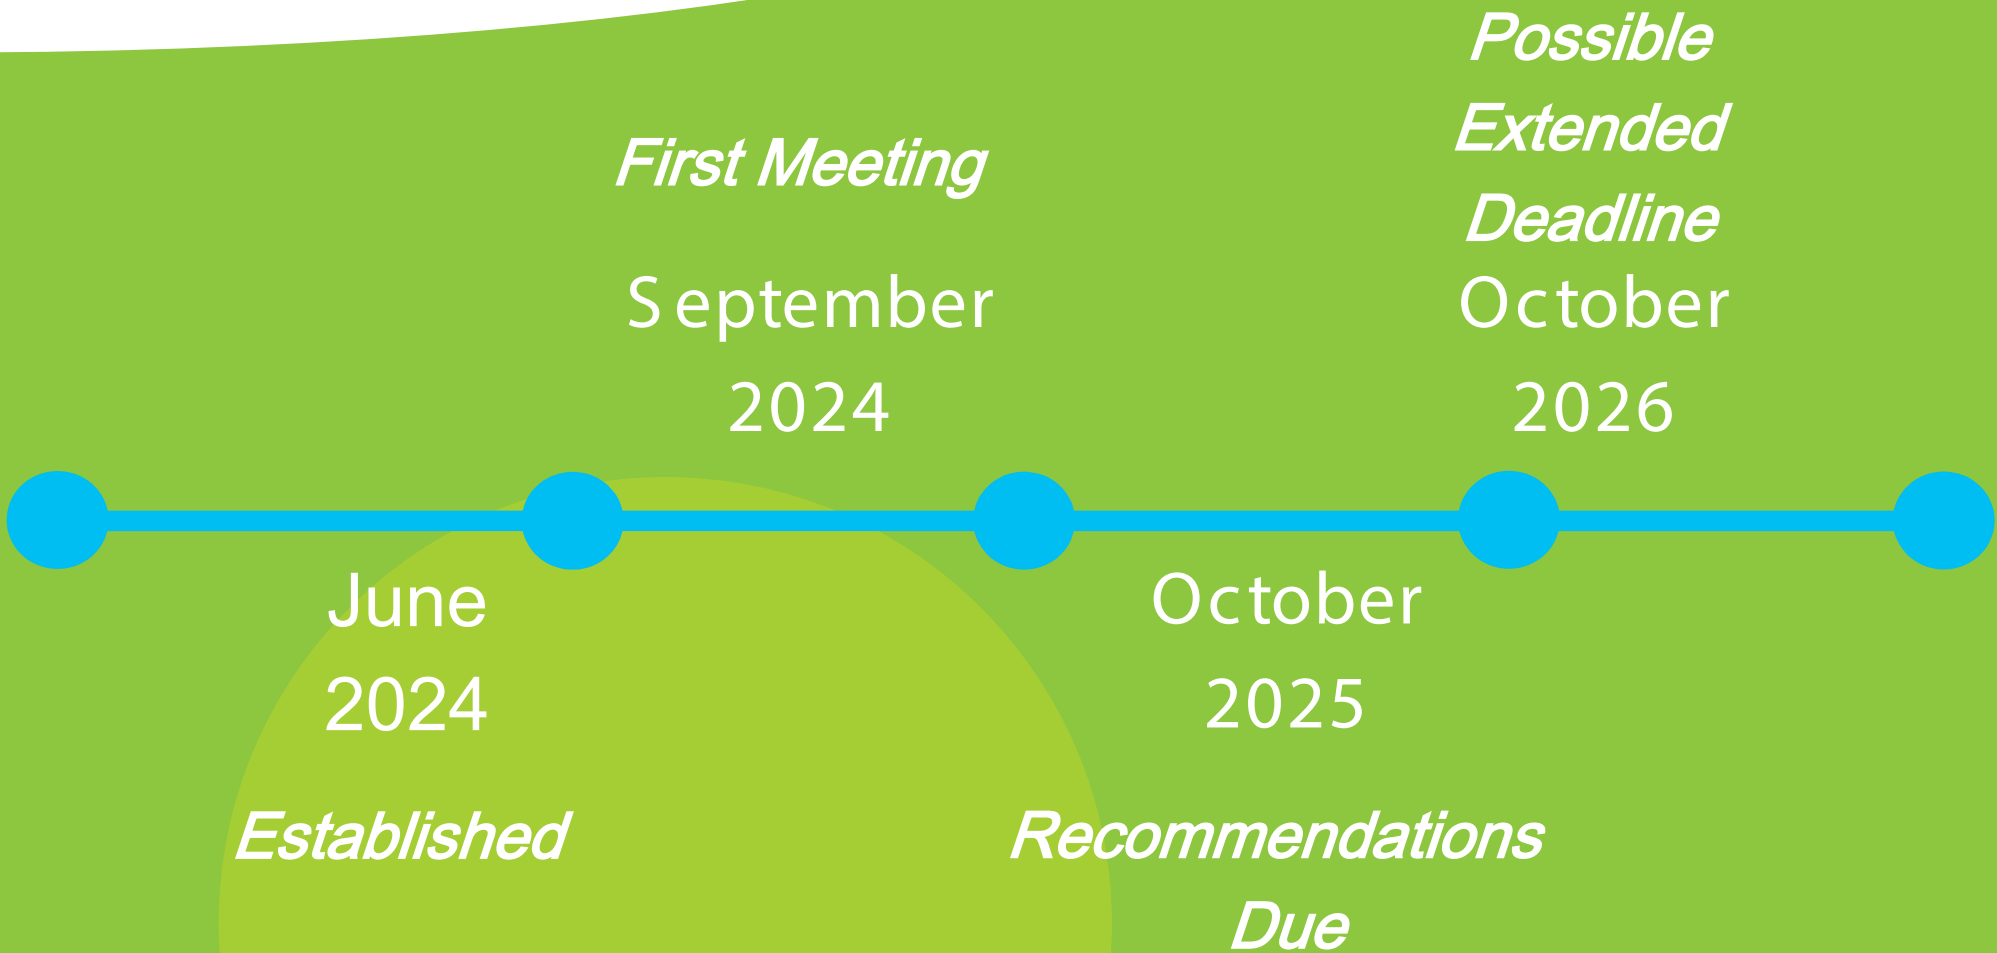 First Meeting
September
2024
Possible
Extended
Deadline
October
2026
June
2024
Established
October
2025
Recommendations
Due